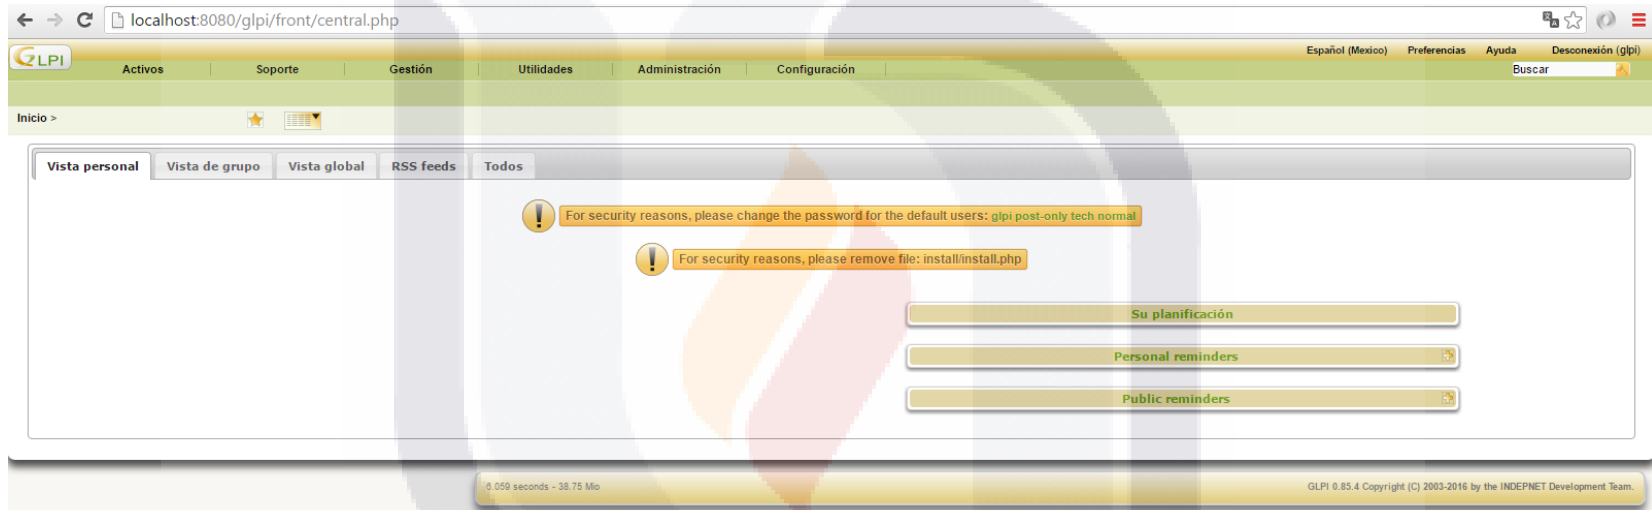 localhost:8080/glpi/front/central.php
GLPI
Español (Mexico) Preferencias Ayuda Desconexión (glpi)
Activos Soporte Gestión Utilidades Administración Configuración Buscar
Inicio >
Vista personal Vista de grupo Vista global RSS feeds Todos
For security reasons, please change the password for the default users: glpi post-only tech normal
For security reasons, please remove file: install/install.php
Su planificación
Personal reminders
Public reminders
6.059 seconds - 38.75 Mio GLPI 0.85.4 Copyright (C) 2003-2016 by the INDEPNET Development Team.